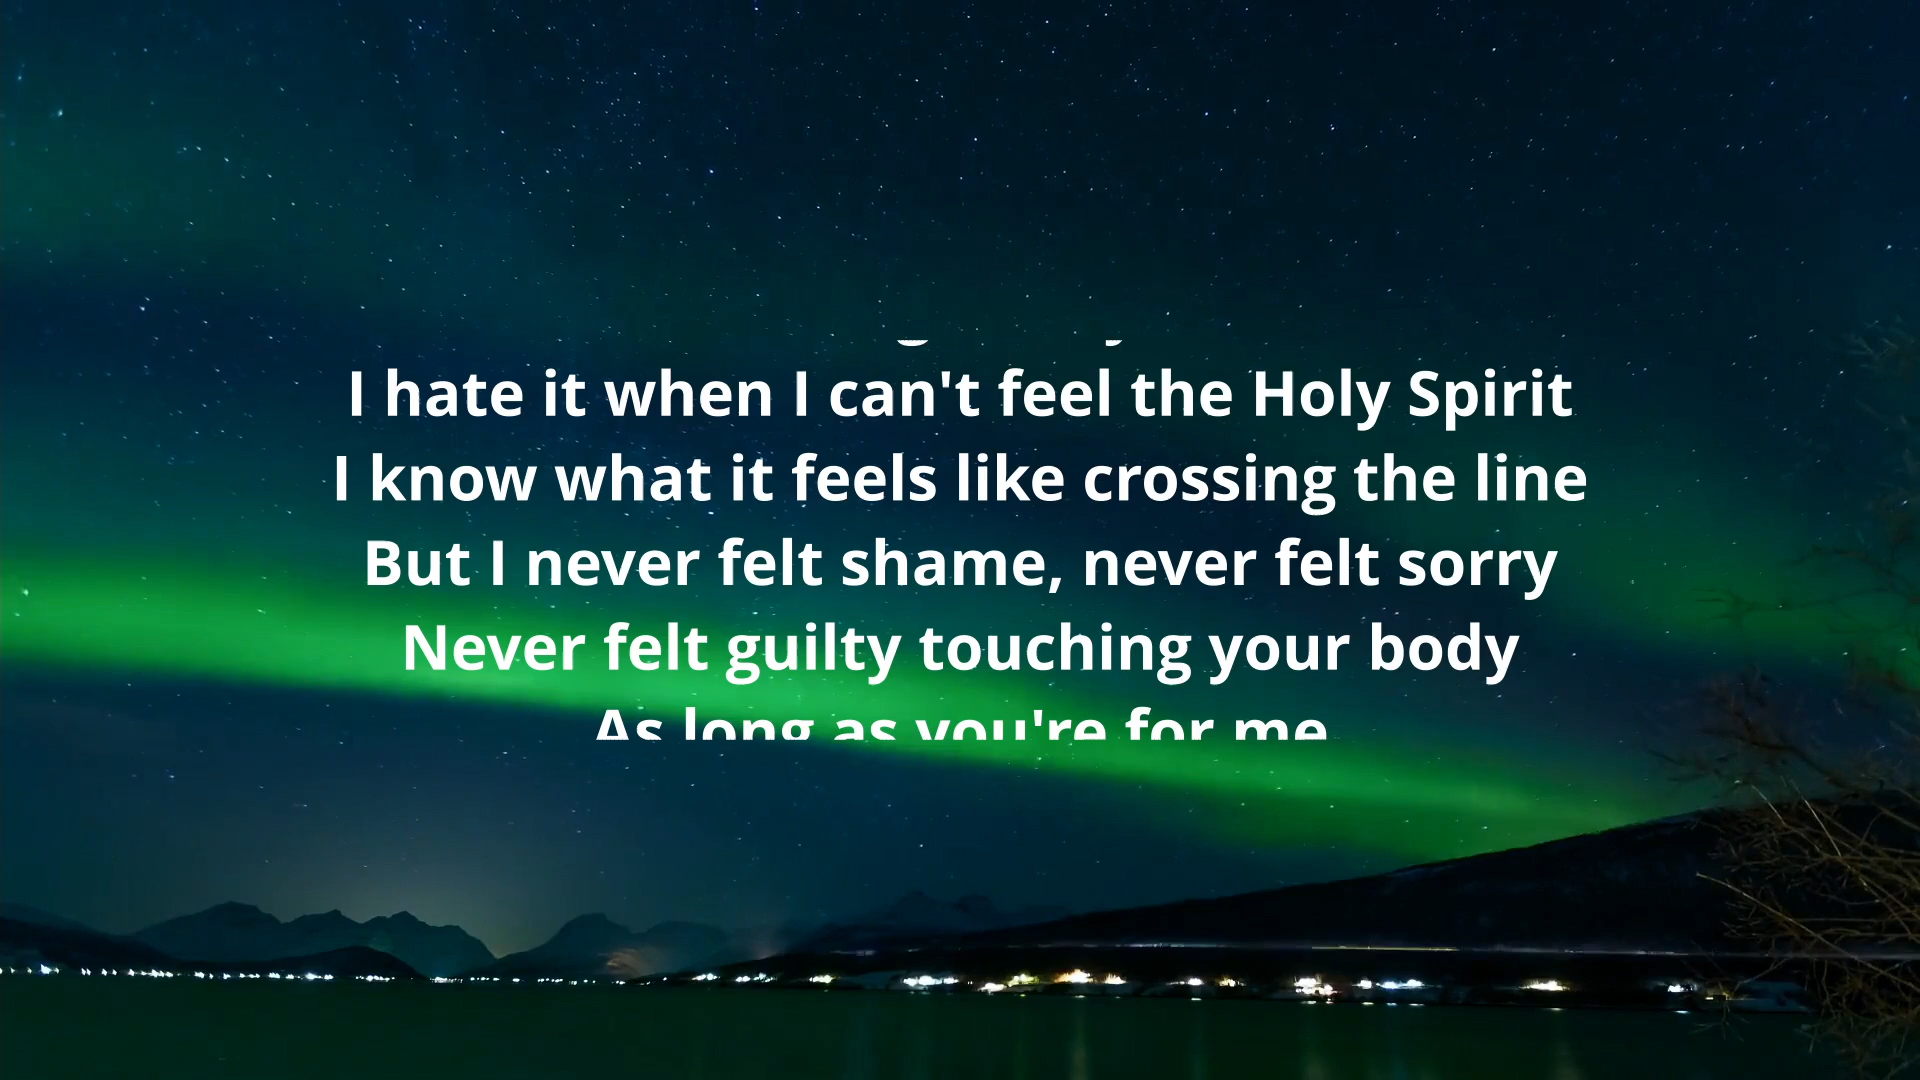 I hate it when I can't feel the Holy Spirit
I know what it feels like crossing the line
But I never felt shame, never felt sorry
Never felt guilty touching your body
As long as you're for me